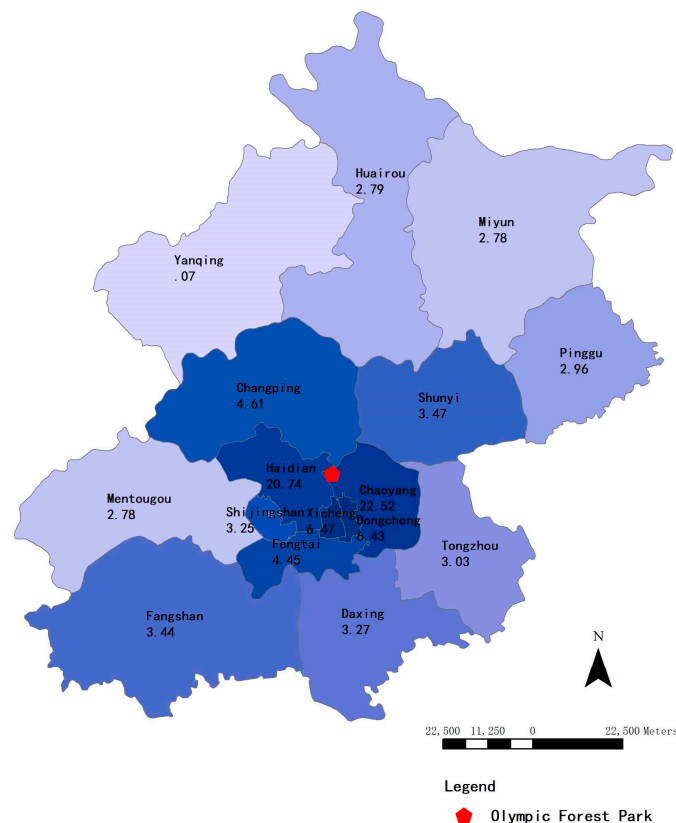 Huairou
2.79
Miyun
2.78
Yanqing
.07
Pinggu
2.96
Changping
4.61
Shunyi
3.47
Haidian
20.74
Chaoyang
22.52
Mentougou
2.78
Shijingshan
3.25
Xicheng
6.47
Dongcheng
6.43
Fengtai
4.45
Tongzhou
3.03
Fangshan
3.44
Daxing
3.27
N
22,500 11,250 0 22,500 Meters
Legend
Olympic Forest Park